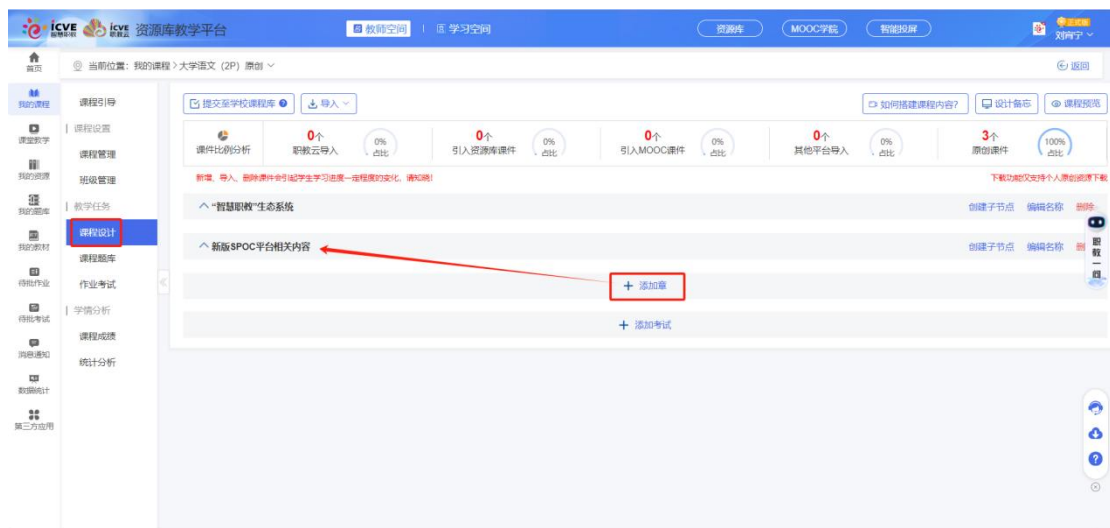 icve 智慧职教 icve 职教云 资源库教学平台 教师空间 学习空间 资源库 MOOC学院 智能投屏 正式版 刘向宁
首页 当前位置：我的课程>大学语文（2P）原创 返回
我的课程
课堂教学
我的资源
我的题库
我的教材
待批作业
待批考试
消息通知
数据统计
第三方应用
课程引导
课程设置
课程管理
班级管理
教学任务
课程设计
课程题库
作业考试
学情分析
课程成绩
统计分析
提交至学校课程库 导入 如何搭建课程内容? 设计备忘 课程预览
课件比例分析 0个 职教云导入 0% 占比 0个 引入资源库课件 0% 占比 0个 引入MOOC课件 0% 占比 0个 其他平台导入 0% 占比 3个 原创课件 100% 占比
新增、导入、删除课件会引起学生学习进度一定程度的变化，请知晓! 下载功能仅支持个人原创资源下载
“智慧职教”生态系统 创建子节点 编辑名称 删除
新版SPOC平台相关内容 创建子节点 编辑名称
+ 添加章
+ 添加考试
职教一问